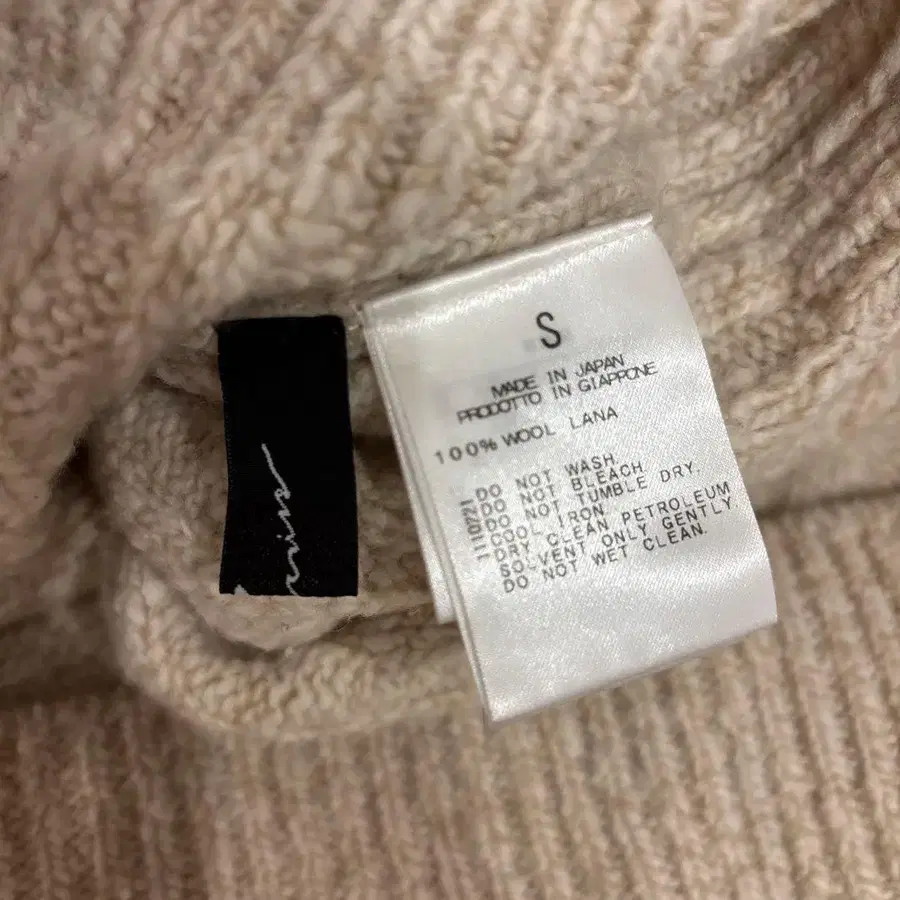 S
MADE IN JAPAN
PRODOTTO IN GIAPPONE
100% WOOL LANA
DO NOT WASH.
DO NOT BLEACH
DO NOT TUMBLE DRY.
COOL IRON
DRY CLEAN PETROLEUM
SOLVENT ONLY GENTLY
DO NOT WET CLEAN.
1110721